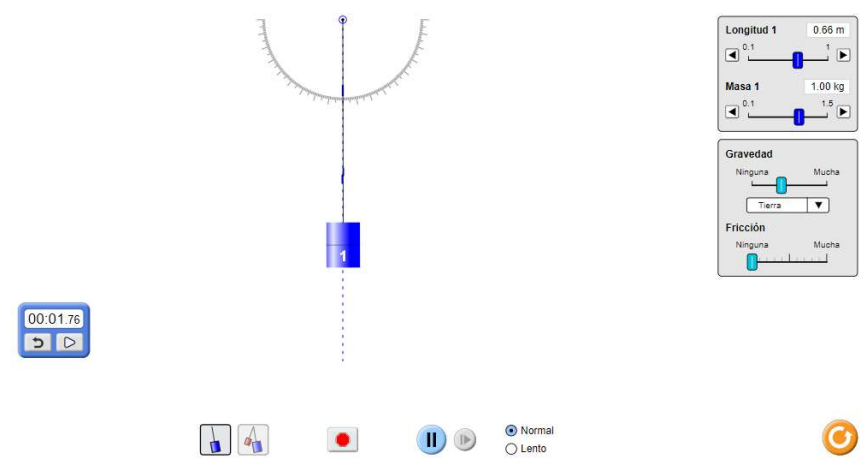 Longitud 1 0.66 m
0.1 1
Masa 1 1.00 kg
0.1 1.5
Gravedad
Ninguna Mucha
Tierra
Fricción
Ninguna Mucha
1
00:01.76
Normal
Lento